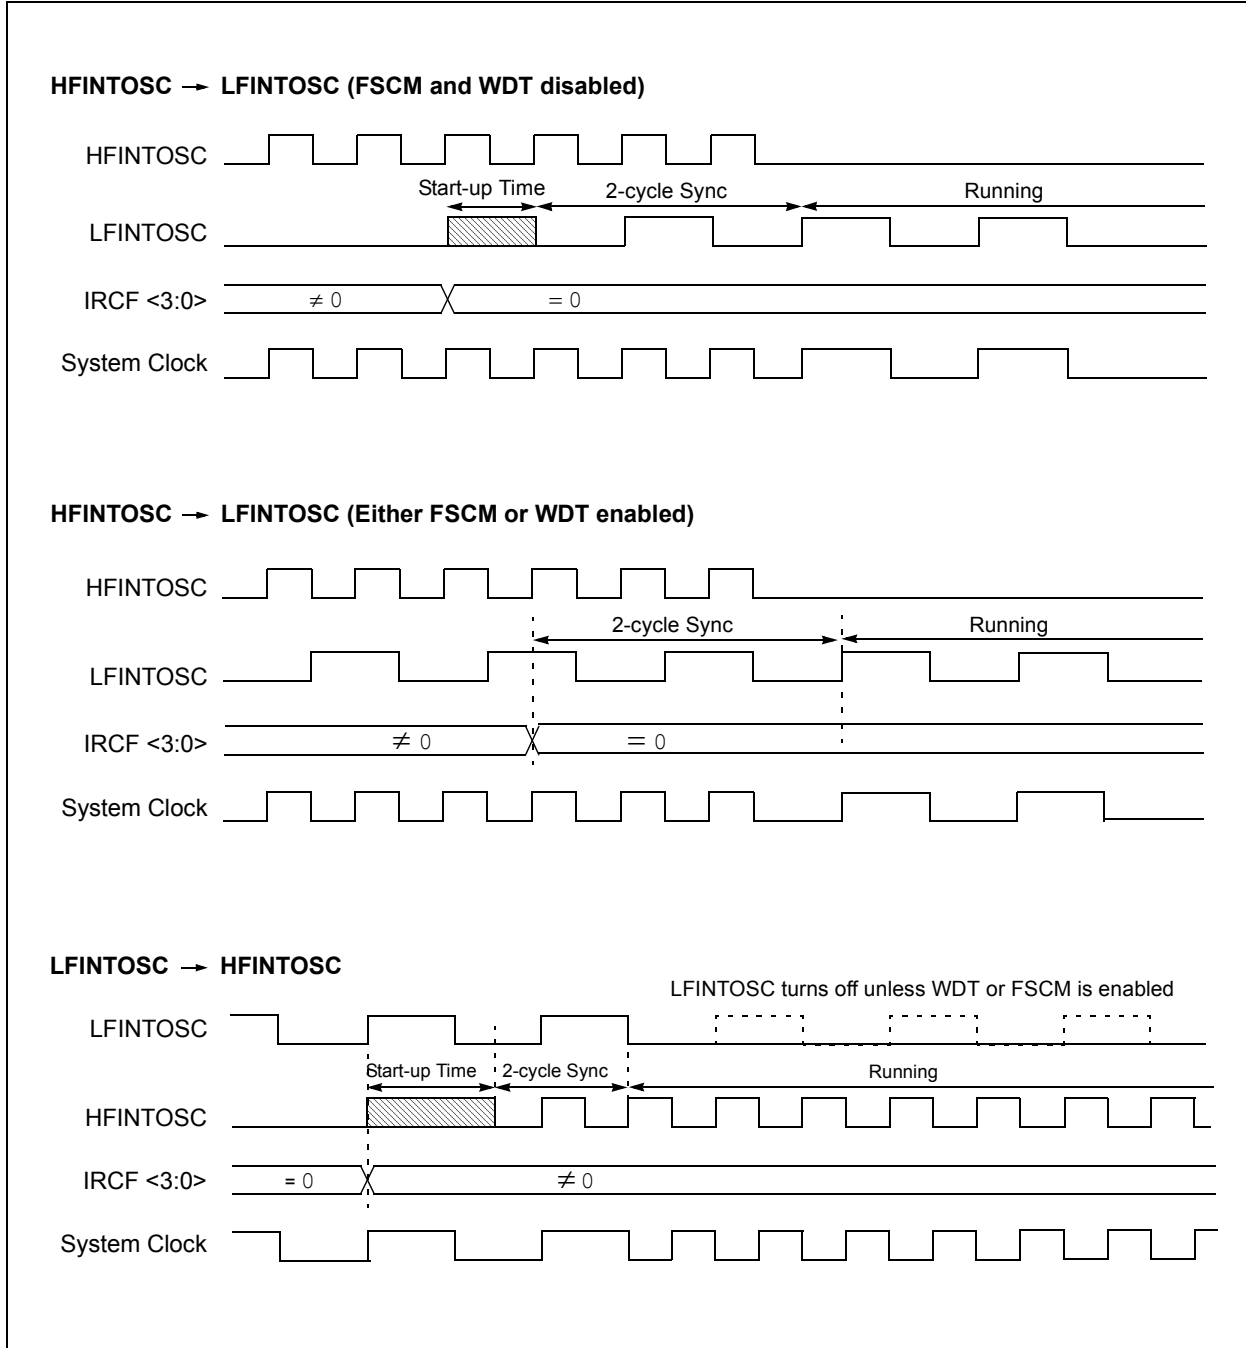 HFINTOSC → LFINTOSC (FSCM and WDT disabled)
HFINTOSC
Start-up Time 2-cycle Sync Running
LFINTOSC
IRCF <3:0> ≠ 0 = 0
System Clock
HFINTOSC → LFINTOSC (Either FSCM or WDT enabled)
HFINTOSC
2-cycle Sync Running
LFINTOSC
IRCF <3:0> ≠ 0 = 0
System Clock
LFINTOSC → HFINTOSC
LFINTOSC turns off unless WDT or FSCM is enabled
LFINTOSC
Start-up Time 2-cycle Sync Running
HFINTOSC
IRCF <3:0> = 0 ≠ 0
System Clock